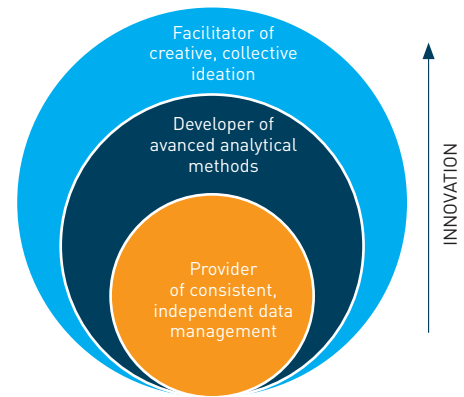 Facilitator of
creative, collective
ideation
Developer of
avanced analytical
methods
Provider
of consistent,
independent data
management
INNOVATION